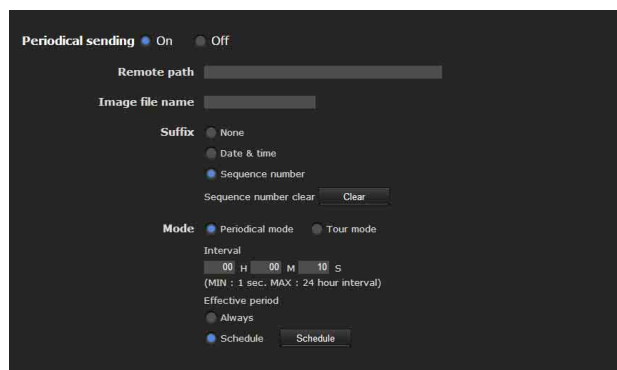 Periodical sending On Off
Remote path
Image file name
Suffix None
Date & time
Sequence number
Sequence number clear Clear
Mode Periodical mode Tour mode
Interval
00 H 00 M 10 S
(MIN : 1 sec. MAX : 24 hour interval)
Effective period
Always
Schedule Schedule